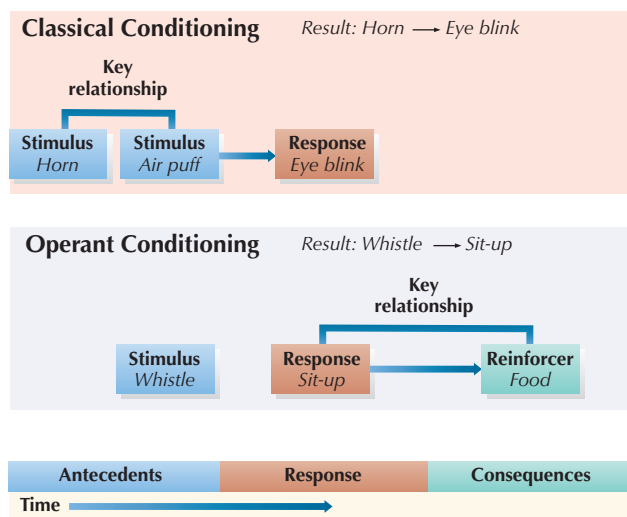 Classical Conditioning Result: Horn → Eye blink
Key
relationship
Stimulus Stimulus Response
Horn Air puff Eye blink
Operant Conditioning Result: Whistle → Sit-up
Key
relationship
Stimulus Response Reinforcer
Whistle Sit-up Food
Antecedents Response Consequences
Time